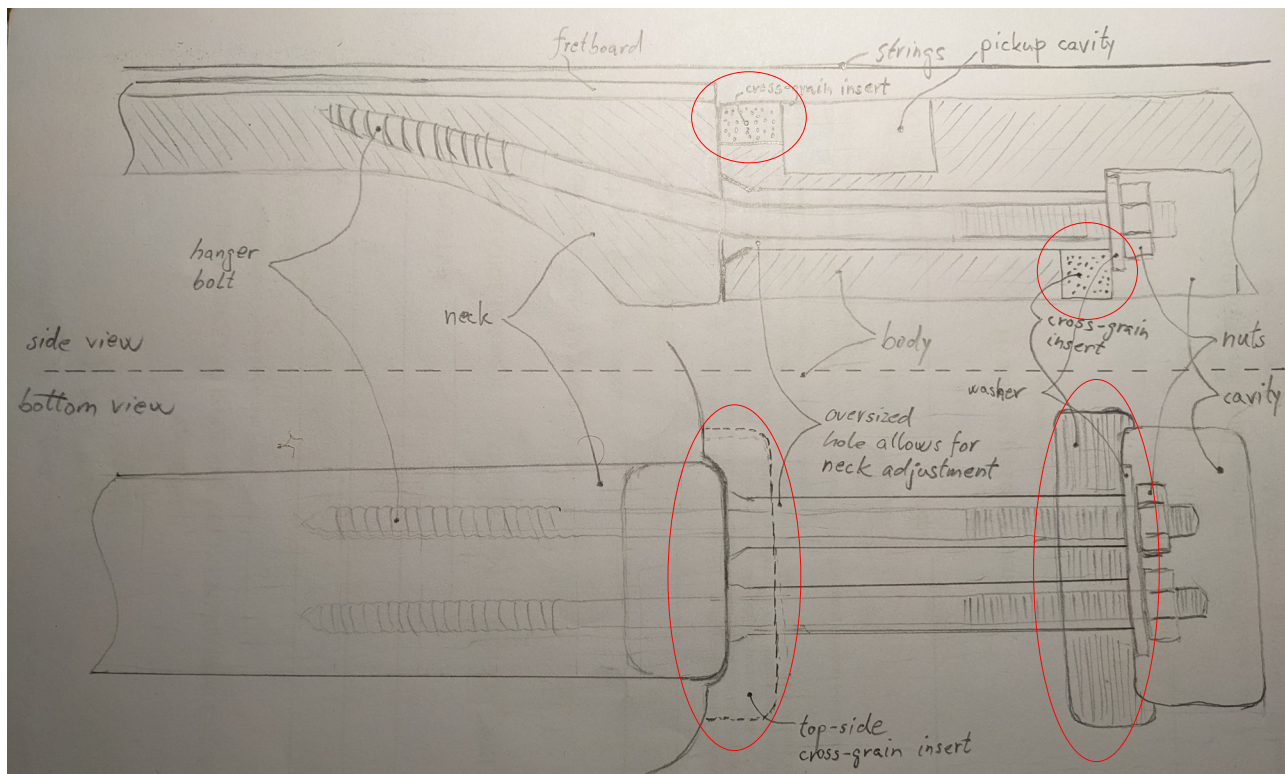 fretboard
strings
pickup cavity
cross-grain insert
hanger
bolt
neck
body
cross-grain
insert
nuts
side view
bottom view
washer
cavity
oversized
hole allows for
neck adjustment
top-side
cross-grain insert